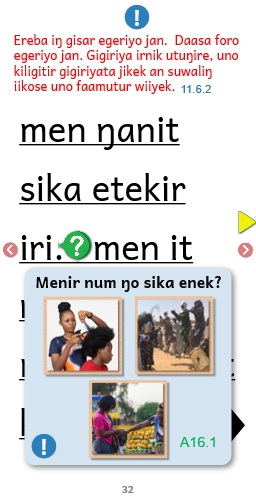 Ereba iŋ gisar egeriyo jan. Daasa foro
egeriyo jan. Gigiriya irnik utuŋire, uno
kiligitir gigiriyata jikek an suwaliŋ
iikose uno faamutur wiiyek. 11.6.2
men ŋanit
sika etekir
iri. men it
Menir num ŋo sika enek?
A16.1
32